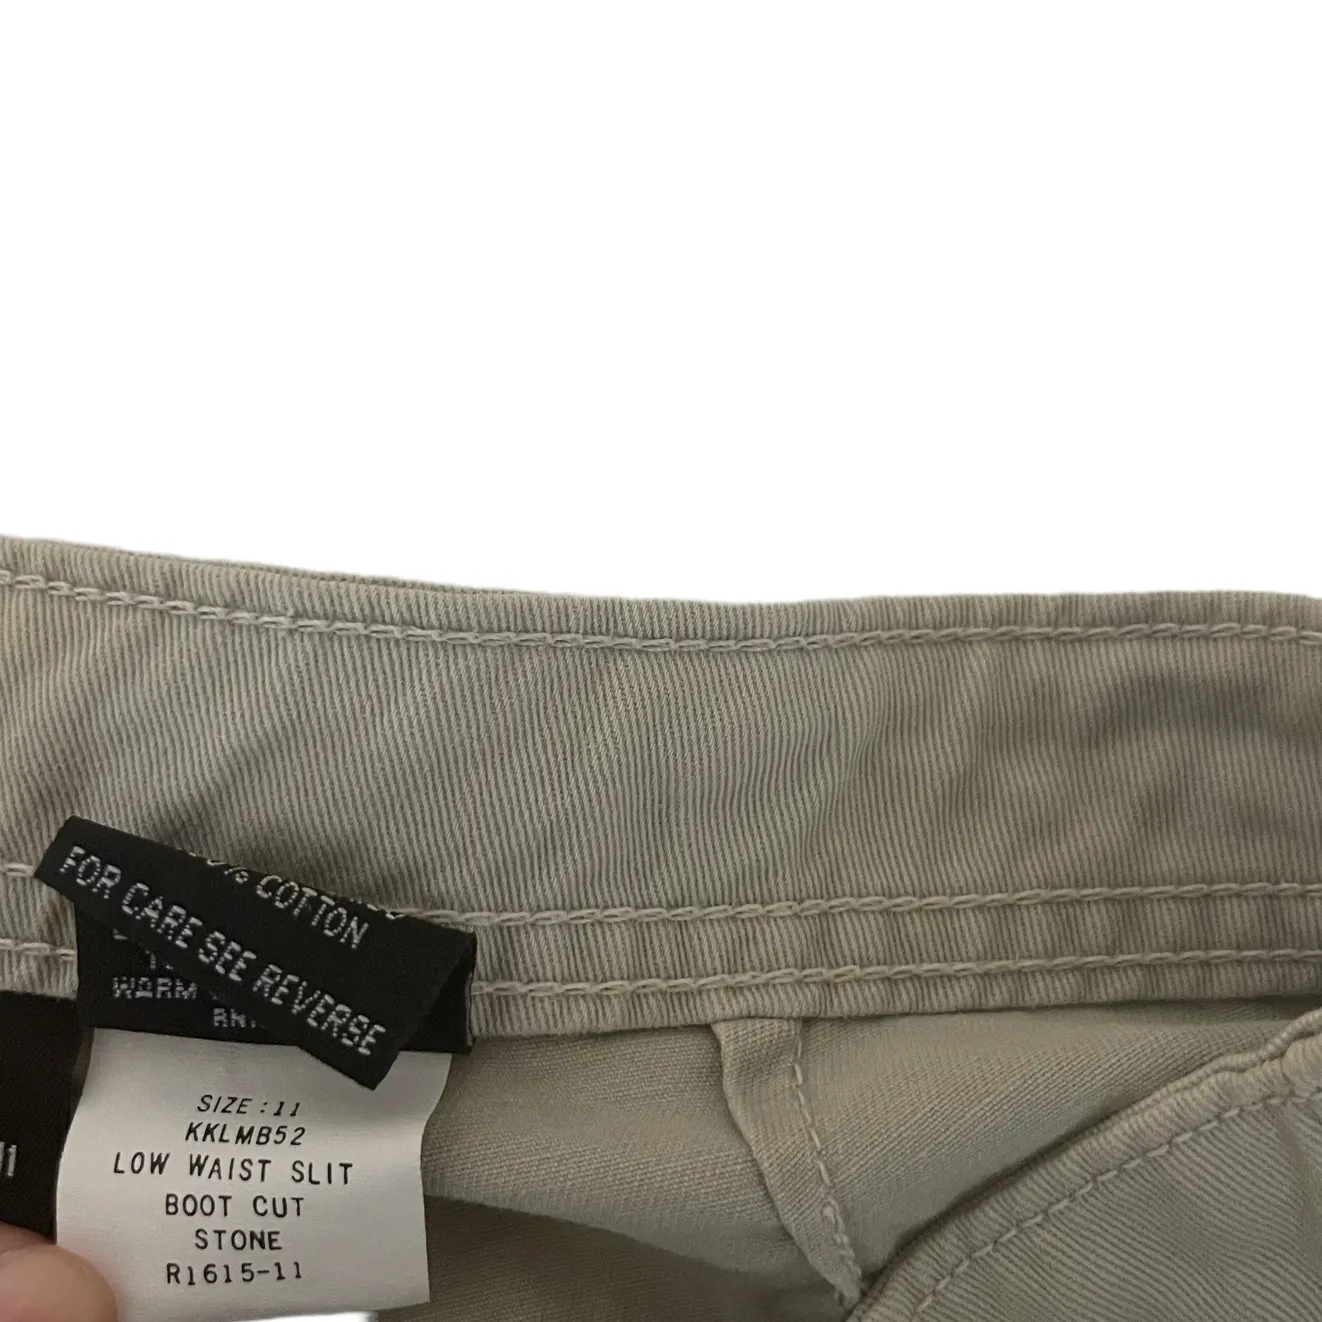 % COTTON
FOR CARE SEE REVERSE
WARM
SIZE : 11
KKLMB52
LOW WAIST SLIT
BOOT CUT
STONE
R1615-11